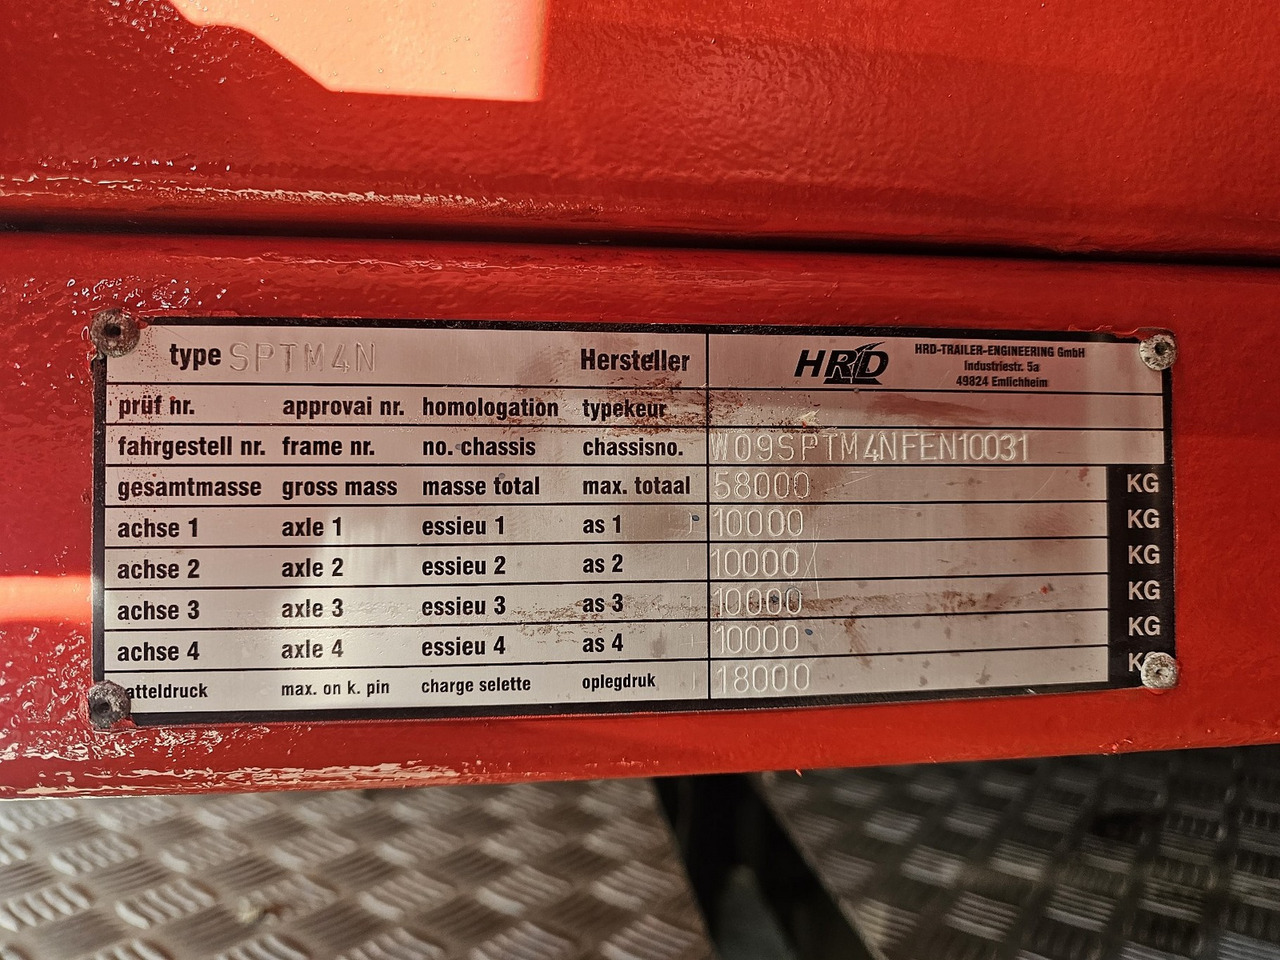 type SPTM4N Hersteller HRD HRD-TRAILER-ENGINEERING GmbH
Industriestr. 5a
49824 Emlichheim
prüf nr. approvai nr. homologation typekeur
fahrgestell nr. frame nr. no. chassis chassisno. W09SPTM4NFEN10031
gesamtmasse gross mass masse total max. totaal 58000 KG
achse 1 axle 1 essieu 1 as 1 10000 KG
achse 2 axle 2 essieu 2 as 2 10000 KG
achse 3 axle 3 essieu 3 as 3 10000 KG
achse 4 axle 4 essieu 4 as 4 10000 KG
atteldruck max. on k. pin charge selette oplegdruk 18000 KG